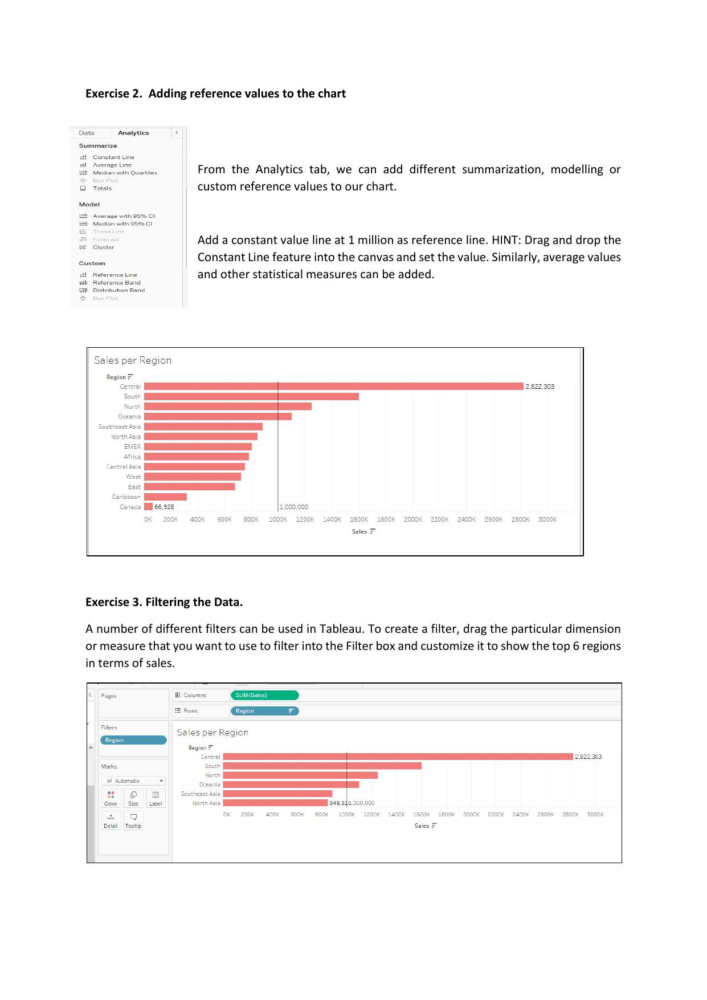 Exercise 2.  Adding reference values to the chart
Data Analytics
Summarize
Constant Line
Average Line
Median with Quartiles
Box Plot
Totals
Model
Average with 95% CI
Median with 95% CI
Trend Line
Forecast
Cluster
Custom
Reference Line
Reference Band
Distribution Band
Box Plot
From the Analytics tab, we can add different summarization, modelling or
custom reference values to our chart.
Add a constant value line at 1 million as reference line. HINT: Drag and drop the
Constant Line feature into the canvas and set the value. Similarly, average values
and other statistical measures can be added.
Sales per Region
Region
Central 2,822,303
South
North
Oceania
Southeast Asia
North Asia
EMEA
Africa
Central Asia
West
East
Caribbean
Canada 66,928 1,000,000
0K 200K 400K 600K 800K 1000K 1200K 1400K 1600K 1800K 2000K 2200K 2400K 2600K 2800K 3000K
Sales
Exercise 3. Filtering the Data.
A number of different filters can be used in Tableau. To create a filter, drag the particular dimension
or measure that you want to use to filter into the Filter box and customize it to show the top 6 regions
in terms of sales.
Pages
Columns SUM(Sales)
Rows Region
Filters
Region
Marks
Automatic
Color Size Label
Detail Tooltip
Sales per Region
Region
Central 2,822,303
South
North
Oceania
Southeast Asia
North Asia 848,310,000,000
0K 200K 400K 600K 800K 1000K 1200K 1400K 1600K 1800K 2000K 2200K 2400K 2600K 2800K 3000K
Sales